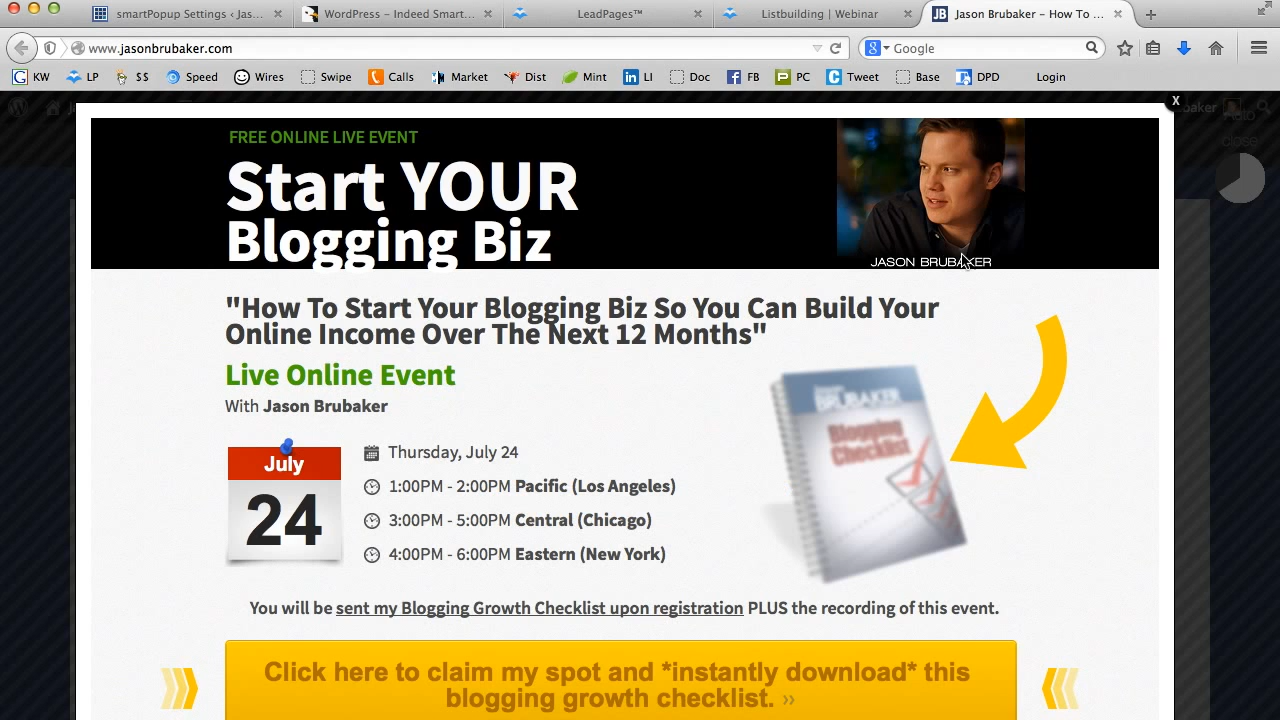 smartPopup Settings ‹ Jas...
WordPress – Indeed Smart...
LeadPages™
Listbuilding | Webinar
Jason Brubaker – How To ...
www.jasonbrubaker.com
Google
KW
LP
$$
Speed
Wires
Swipe
Calls
Market
Dist
Mint
LI
Doc
FB
PC
Tweet
Base
DPD
Login
X
Auto
close
FREE ONLINE LIVE EVENT
Start YOUR
Blogging Biz
JASON BRUBAKER
"How To Start Your Blogging Biz So You Can Build Your
Online Income Over The Next 12 Months"
Live Online Event
With Jason Brubaker
July
24
Thursday, July 24
1:00PM - 2:00PM Pacific (Los Angeles)
3:00PM - 5:00PM Central (Chicago)
4:00PM - 6:00PM Eastern (New York)
BRUBAKER
Blogging
Checklist
You will be sent my Blogging Growth Checklist upon registration PLUS the recording of this event.
Click here to claim my spot and *instantly download* this
blogging growth checklist. ››